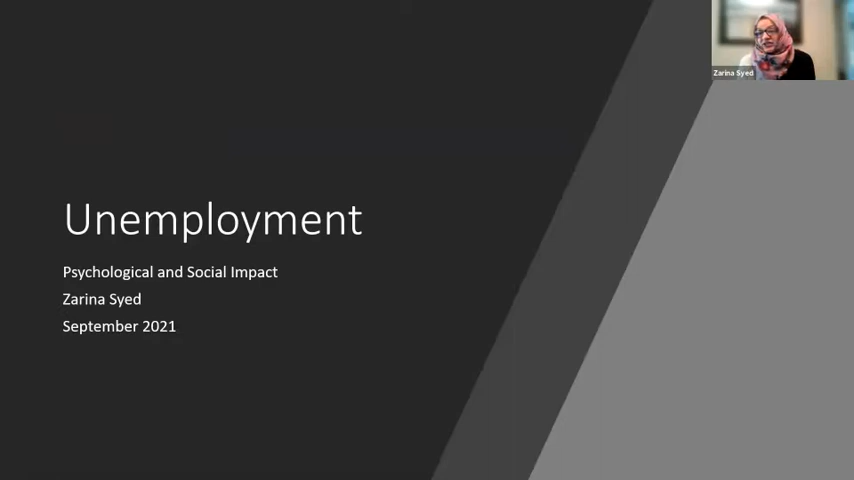 Zarina Syed
Unemployment
Psychological and Social Impact
Zarina Syed
September 2021